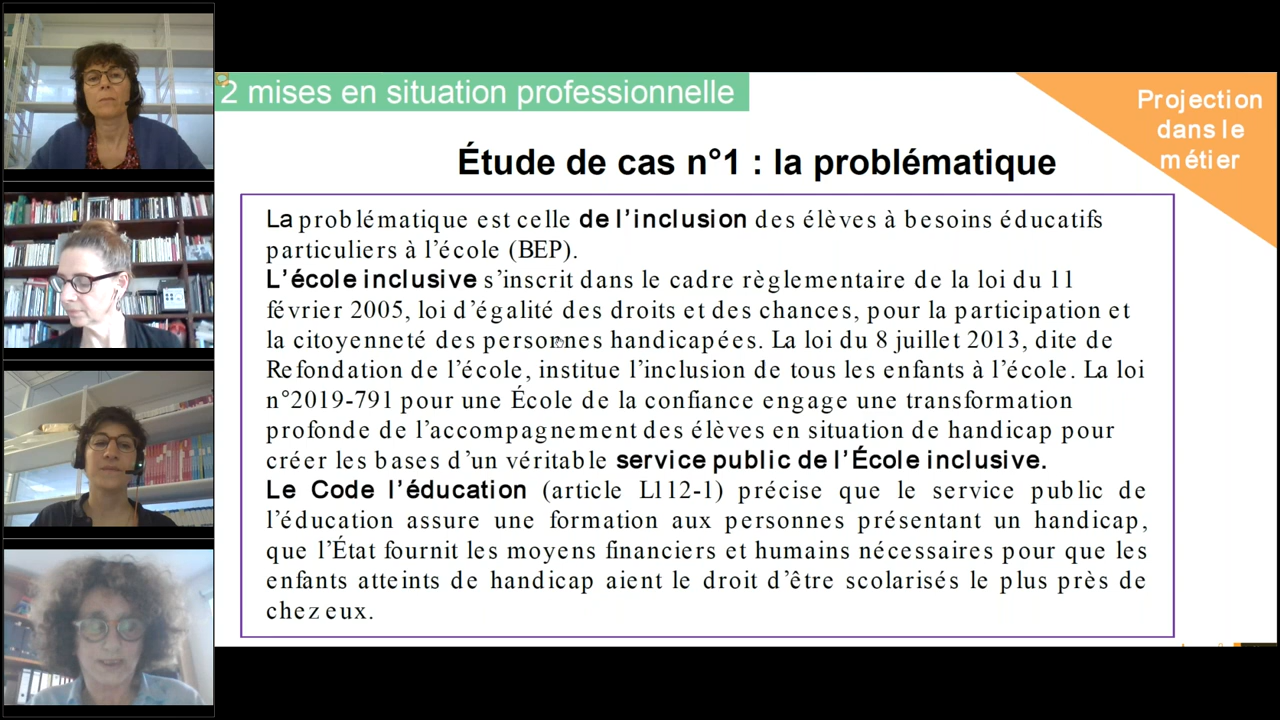 2 mises en situation professionnelle
Projection
dans le
métier
Étude de cas n°1 : la problématique
La problématique est celle de l'inclusion des élèves à besoins éducatifs
particuliers à l'école (BEP).
L'école inclusive s'inscrit dans le cadre règlementaire de la loi du 11
février 2005, loi d'égalité des droits et des chances, pour la participation et
la citoyenneté des personnes handicapées. La loi du 8 juillet 2013, dite de
Refondation de l'école, institue l'inclusion de tous les enfants à l'école. La loi
n°2019-791 pour une École de la confiance engage une transformation
profonde de l'accompagnement des élèves en situation de handicap pour
créer les bases d'un véritable service public de l'École inclusive.
Le Code l'éducation (article L112-1) précise que le service public de
l'éducation assure une formation aux personnes présentant un handicap,
que l'État fournit les moyens financiers et humains nécessaires pour que les
enfants atteints de handicap aient le droit d'être scolarisés le plus près de
chez eux.